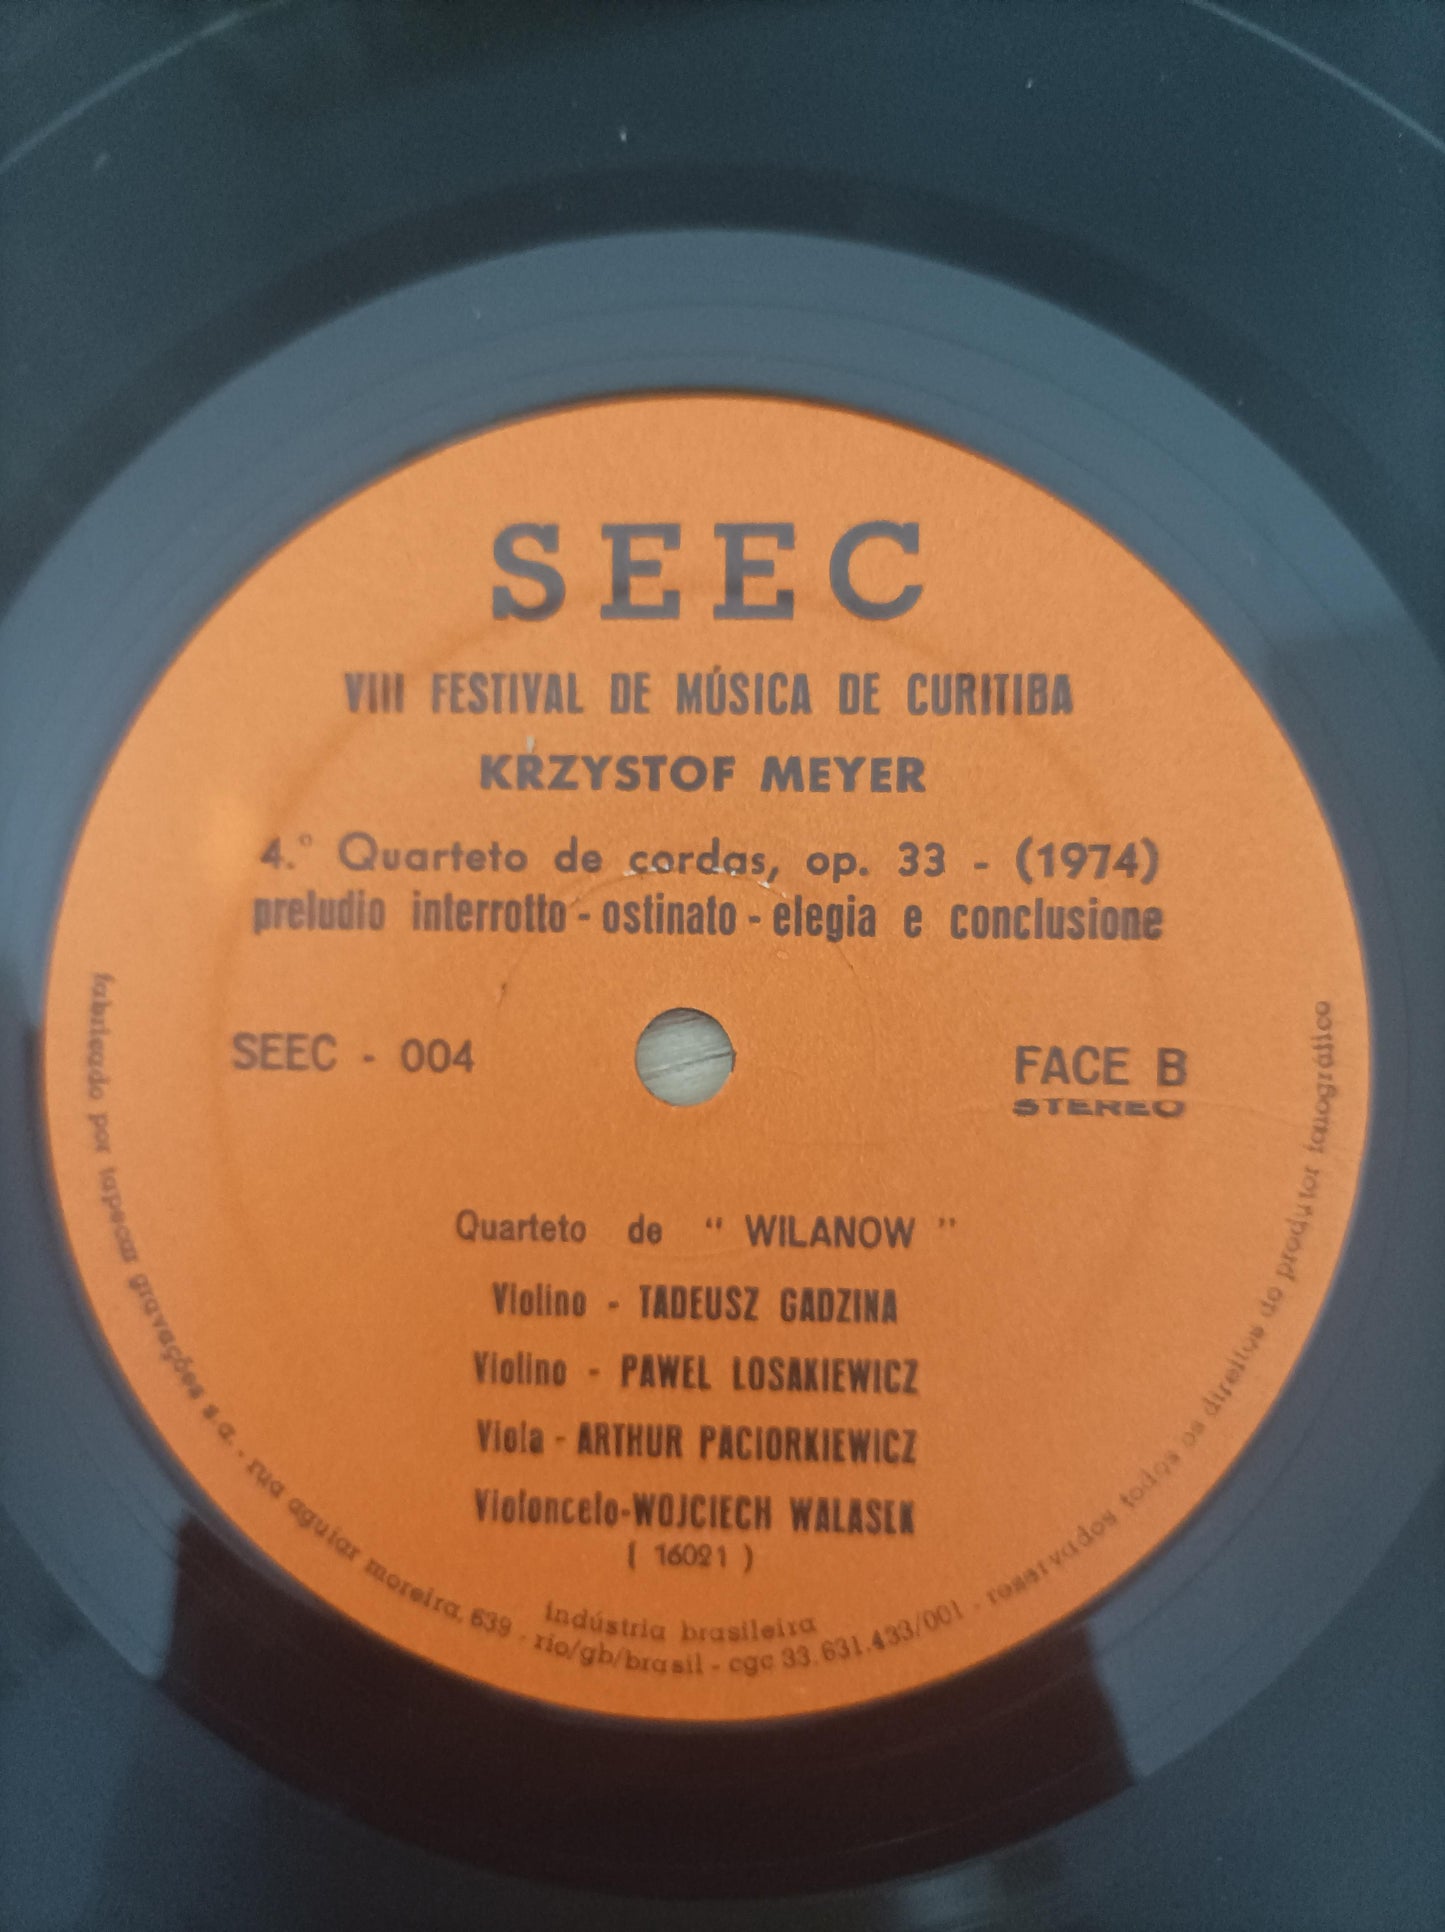 SEEC
VIII FESTIVAL DE MÚSICA DE CURITIBA
KRZYSTOF MEYER
4.º Quarteto de cordas, op. 33 - (1974)
preludio interrotto - ostinato - elegia e conclusione
SEEC - 004
FACE B
STEREO
Quarteto de " WILANOW "
Violino - TADEUSZ GADZINA
Violino - PAWEL LOSAKIEWICZ
Viola - ARTHUR PACIORKIEWICZ
Violoncelo-WOJCIECH WALASEK
( 16021 )
indústria brasileira
fabricado por tapecar gravações s.a. - rua aguiar moreira, 639 - rio/gb/brasil - cgc 33.631.433/001 - reservados todos os direitos do produtor fonográfico